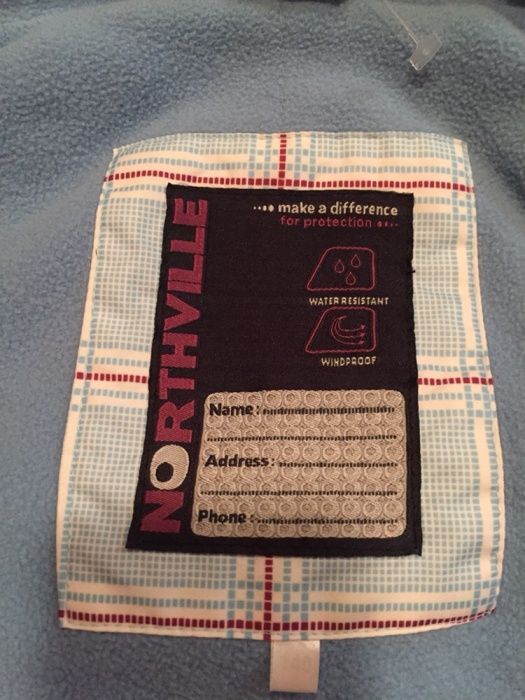 NORTHVILLE
make a difference
for protection
WATER RESISTANT
WINDPROOF
Name:
Address:
Phone: